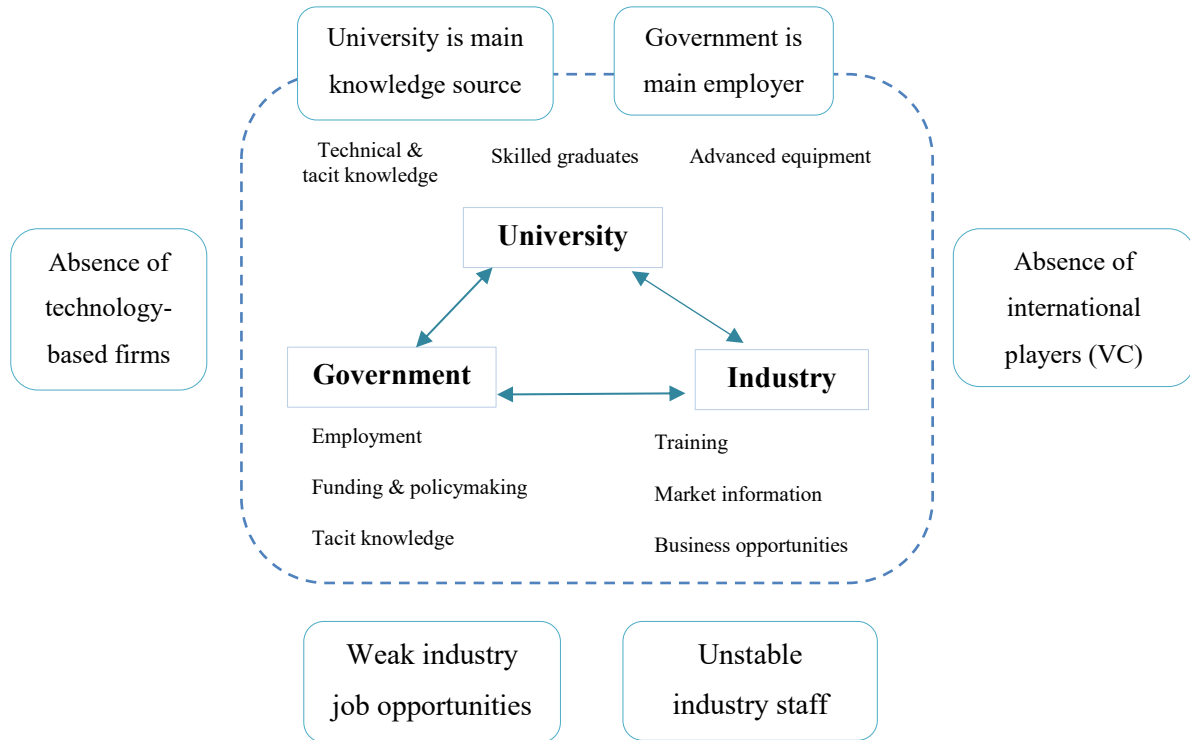 University is main
knowledge source
Government is
main employer
Technical &
tacit knowledge
Skilled graduates
Advanced equipment
University
Absence of
technology-
based firms
Absence of
international
players (VC)
Government
Industry
Employment
Funding & policymaking
Tacit knowledge
Training
Market information
Business opportunities
Weak industry
job opportunities
Unstable
industry staff